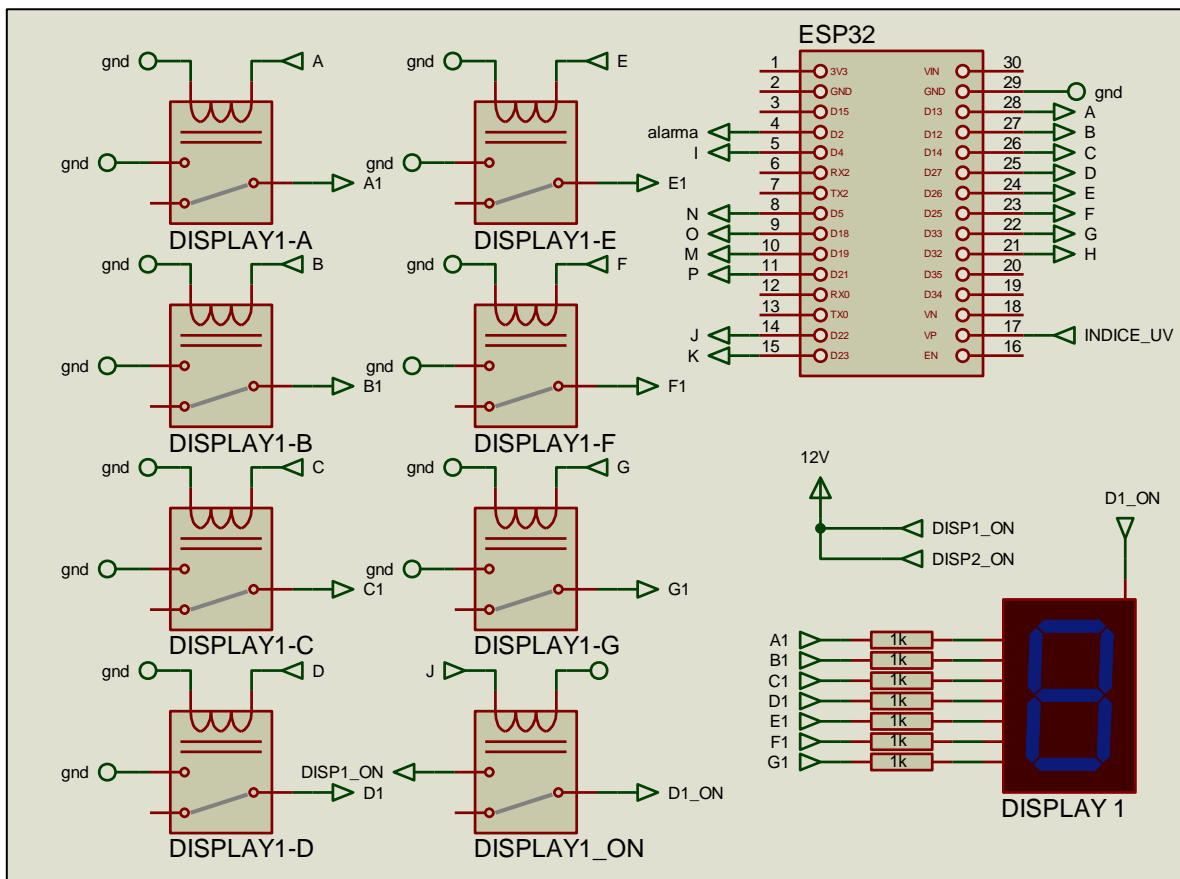 gnd
A
gnd
A1
DISPLAY1-A
gnd
E
gnd
E1
DISPLAY1-E
gnd
B
gnd
B1
DISPLAY1-B
gnd
F
gnd
F1
DISPLAY1-F
gnd
C
gnd
C1
DISPLAY1-C
gnd
G
gnd
G1
DISPLAY1-G
gnd
D
gnd
D1
DISPLAY1-D
J
DISP1_ON
D1_ON
DISPLAY1_ON
ESP32
1 3V3 VIN 30
2 GND GND 29 gnd
3 D15 D13 28 A
alarma 4 D2 D12 27 B
I 5 D4 D14 26 C
6 RX2 D27 25 D
7 TX2 D26 24 E
N 8 D5 D25 23 F
O 9 D18 D33 22 G
M 10 D19 D32 21 H
P 11 D21 D35 20
12 RX0 D34 19
13 TX0 VN 18
J 14 D22 VP 17 INDICE_UV
K 15 D23 EN 16
12V
DISP1_ON
DISP2_ON
D1_ON
A1 1k
B1 1k
C1 1k
D1 1k
E1 1k
F1 1k
G1 1k
DISPLAY 1